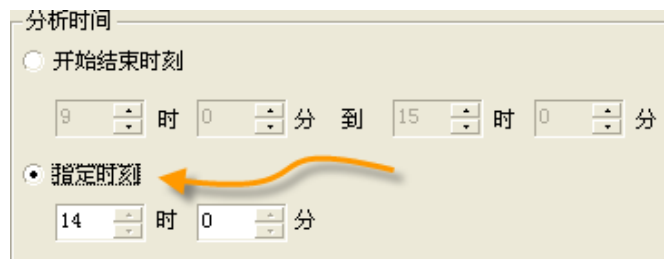 分析时间
开始结束时刻
9 时 0 分 到 15 时 0 分
指定时刻
14 时 0 分